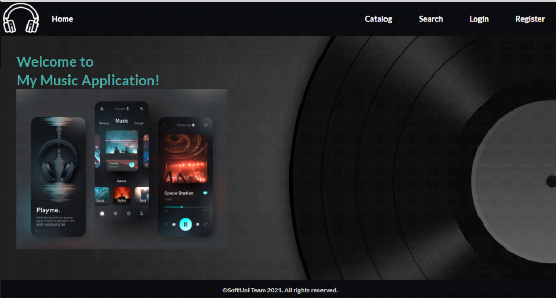 Home
Catalog
Search
Login
Register
Welcome to
My Music Application!
Music
Playme.
Space Station
©SoftUni Team 2021. All rights reserved.